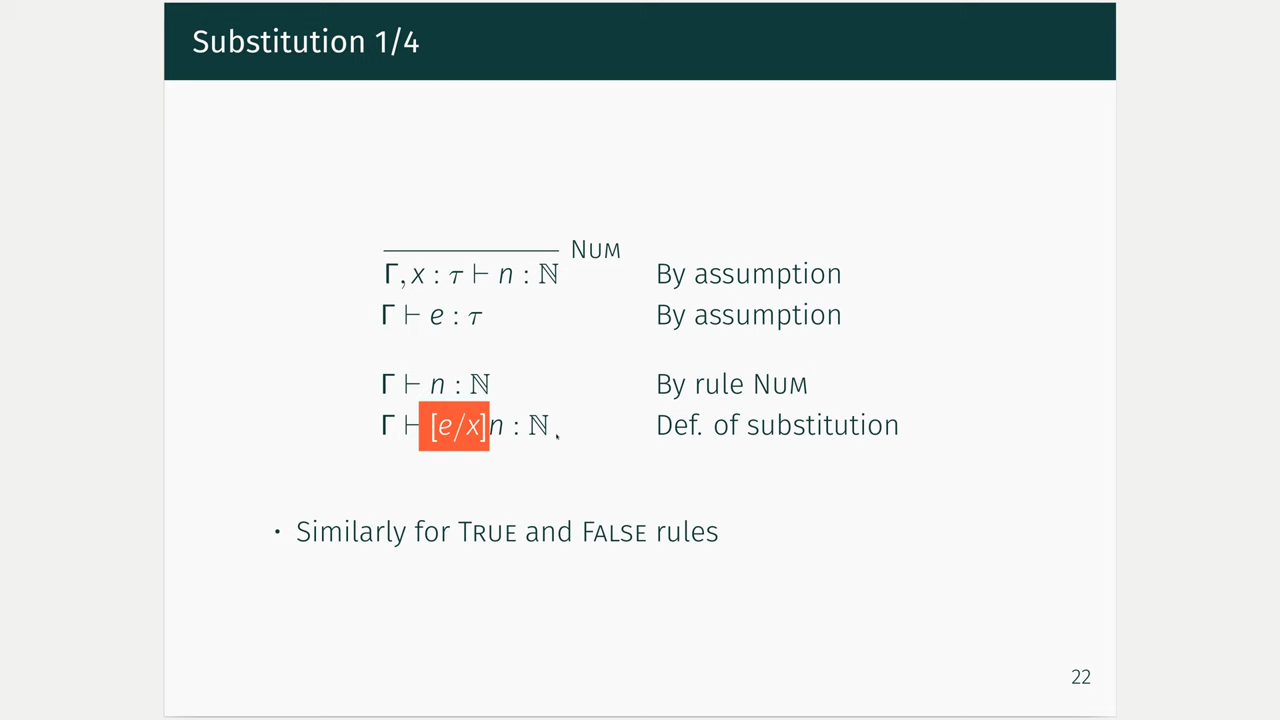 Substitution 1/4
NUM
Γ, x : τ ⊢ n : ℕ By assumption
Γ ⊢ e : τ By assumption
Γ ⊢ n : ℕ By rule NUM
Γ ⊢ [e/x]n : ℕ Def. of substitution
• Similarly for TRUE and FALSE rules
22